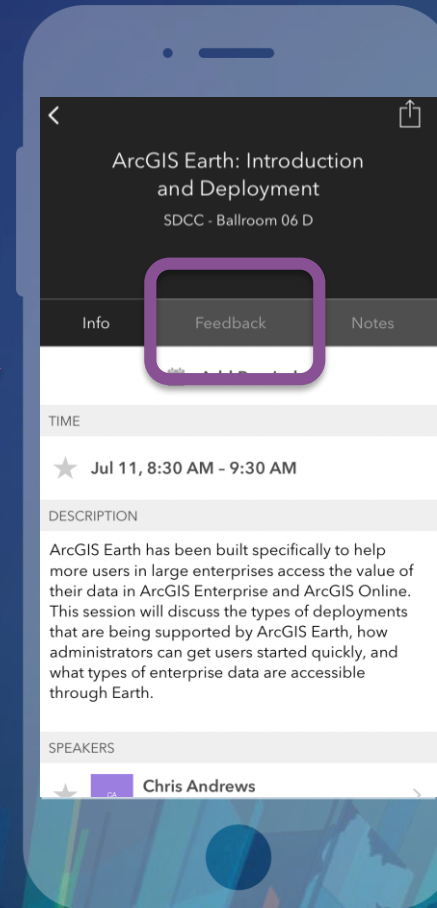 ArcGIS Earth: Introduction
and Deployment
SDCC - Ballroom 06 D
Info
Feedback
Notes
TIME
Jul 11, 8:30 AM – 9:30 AM
DESCRIPTION
ArcGIS Earth has been built specifically to help
more users in large enterprises access the value of
their data in ArcGIS Enterprise and ArcGIS Online.
This session will discuss the types of deployments
that are being supported by ArcGIS Earth, how
administrators can get users started quickly, and
what types of enterprise data are accessible
through Earth.
SPEAKERS
CA
Chris Andrews